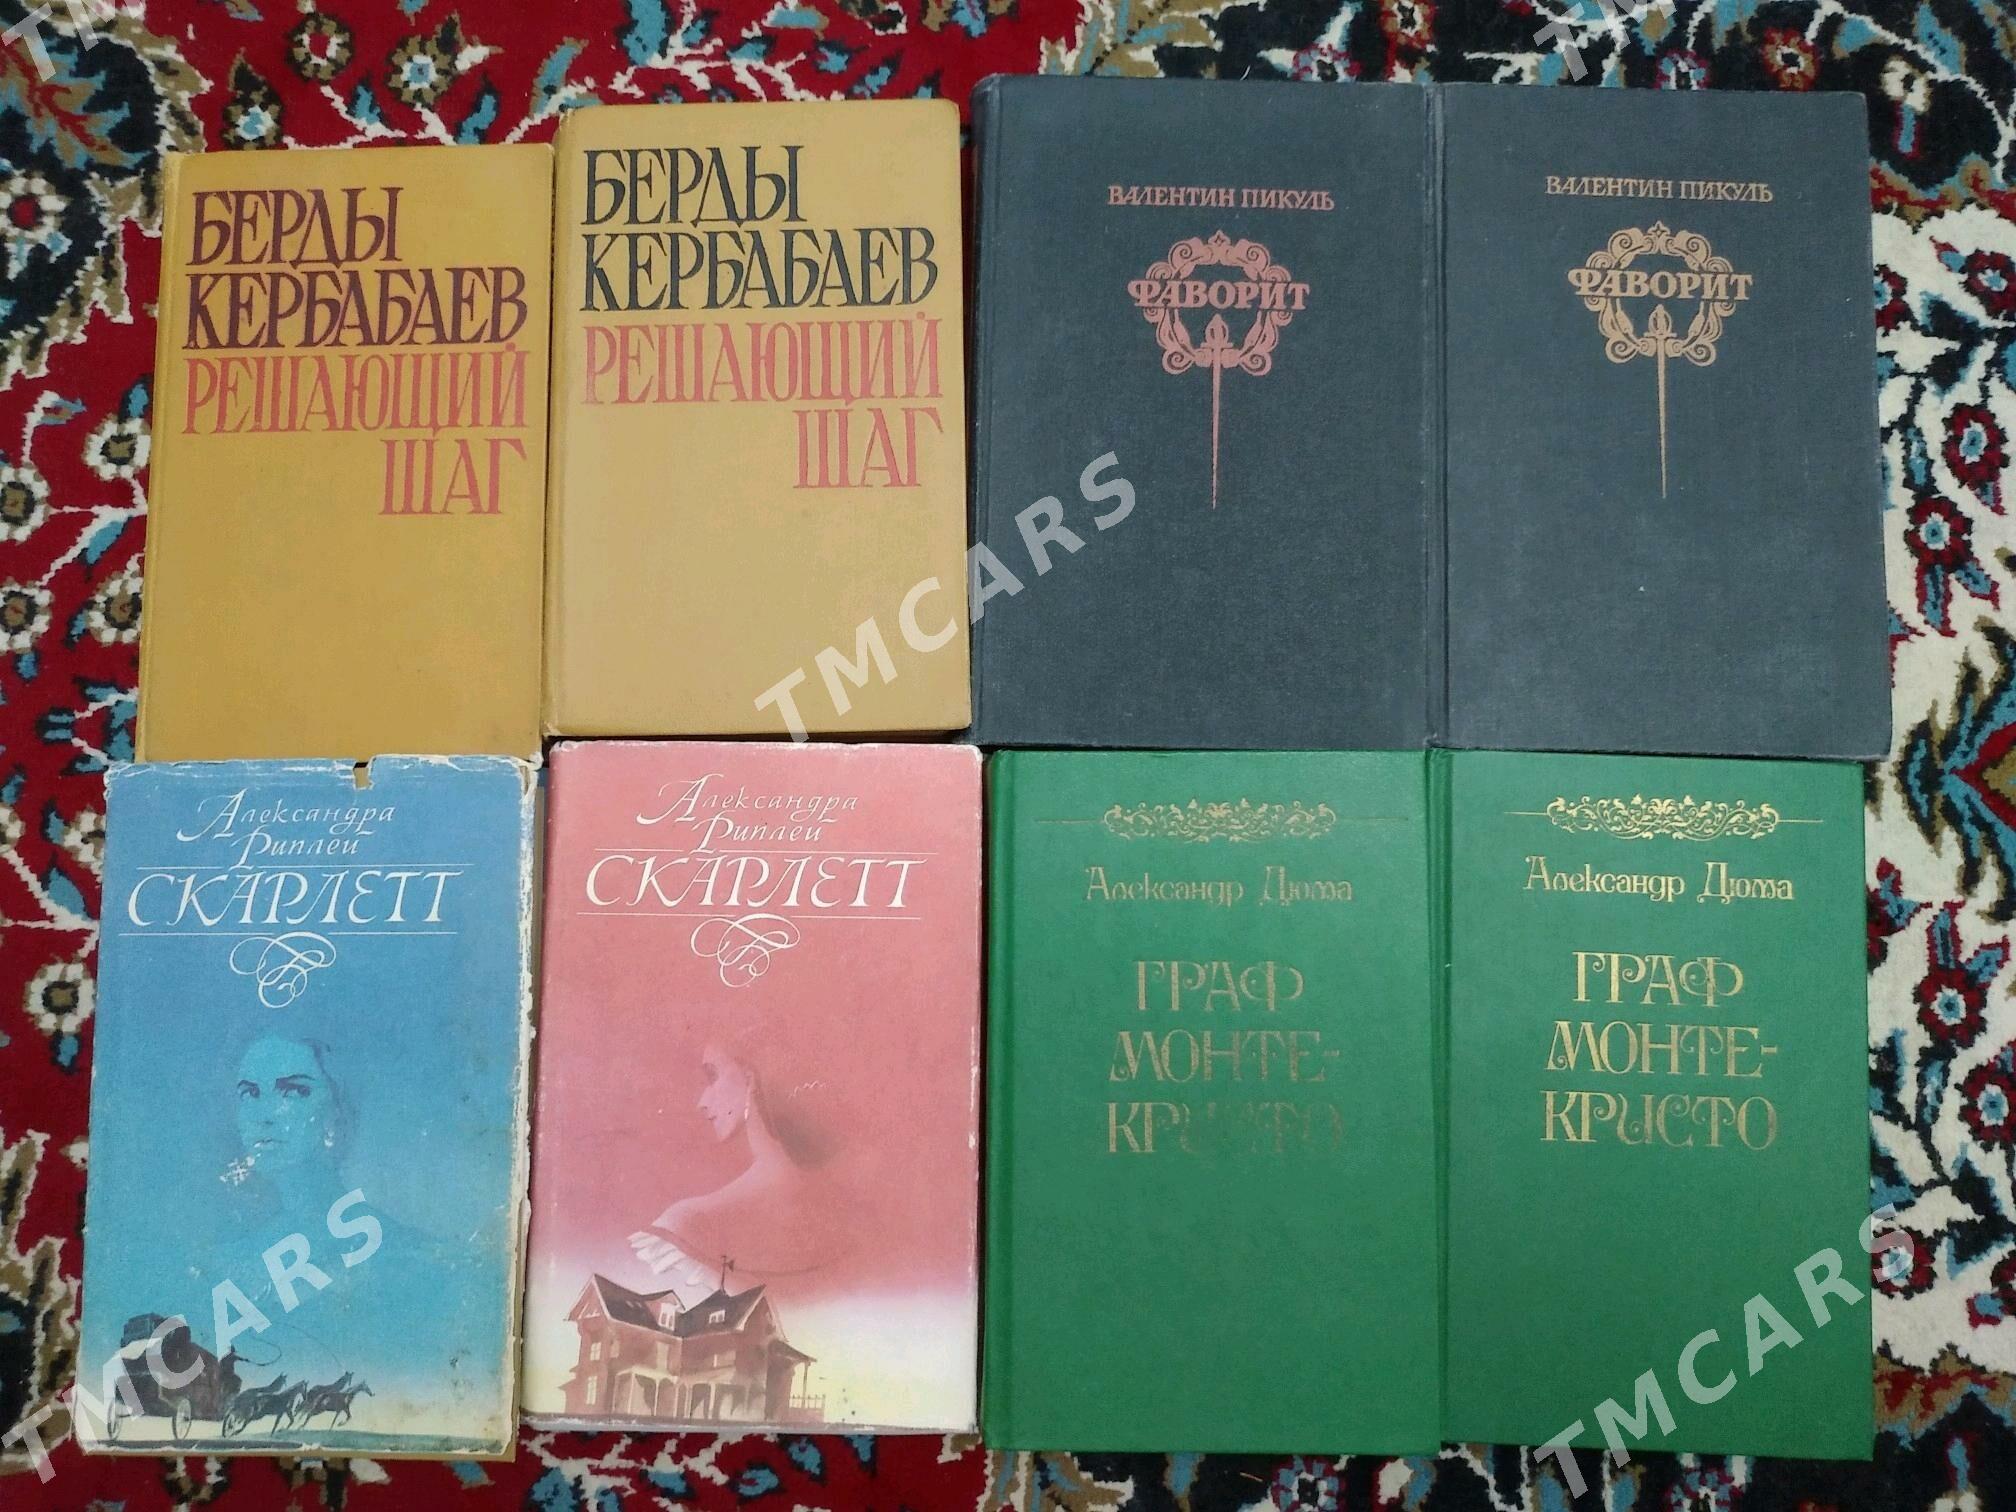 БЕРДЫ
КЕРБАБАЕВ
РЕШАЮЩИЙ
ШАГ
БЕРДЫ
КЕРБАБАЕВ
РЕШАЮЩИЙ
ШАГ
ВАЛЕНТИН ПИКУЛЬ
ФАВОРИТ
ВАЛЕНТИН ПИКУЛЬ
ФАВОРИТ
Александра
Риплей
СКАРЛЕТТ
Александра
Риплей
СКАРЛЕТТ
Александр Дюма
ГРАФ
МОНТЕ-
КРИСТО
Александр Дюма
ГРАФ
МОНТЕ-
КРИСТО
TMCARS
TMCARS
TMCARS